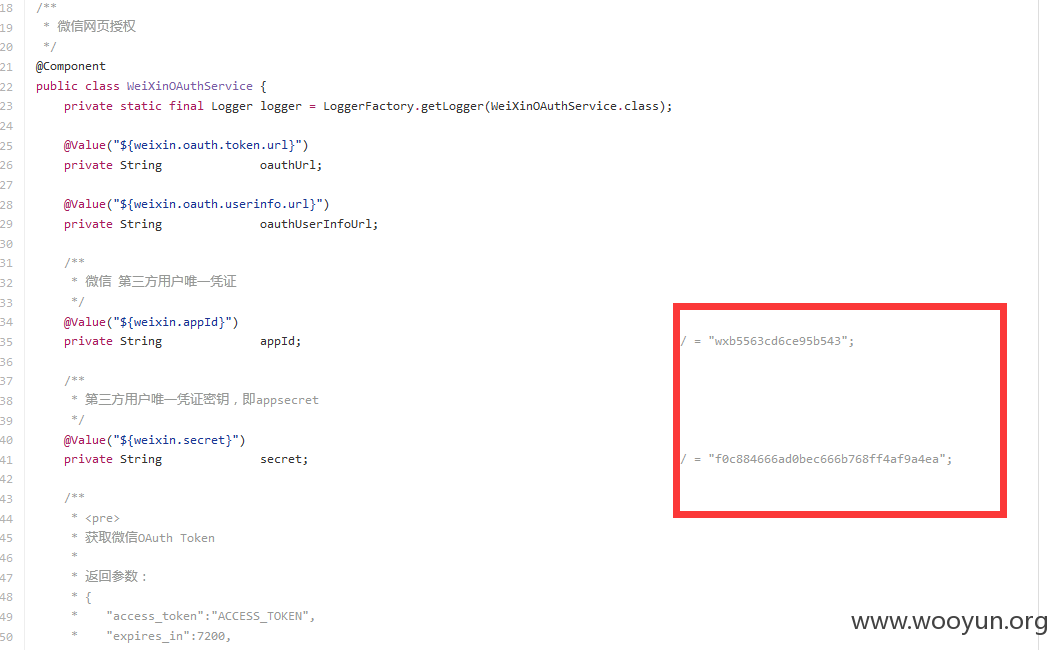 18 /**
19 * 微信网页授权
20 */
21 @Component
22 public class WeiXinOAuthService {
23 private static final Logger logger = LoggerFactory.getLogger(WeiXinOAuthService.class);
24
25 @Value("${weixin.oauth.token.url}")
26 private String oauthUrl;
27
28 @Value("${weixin.oauth.userinfo.url}")
29 private String oauthUserInfoUrl;
30
31 /**
32 * 微信 第三方用户唯一凭证
33 */
34 @Value("${weixin.appId}")
35 private String appId; / = "wxb5563cd6ce95b543";
36
37 /**
38 * 第三方用户唯一凭证密钥，即appsecret
39 */
40 @Value("${weixin.secret}")
41 private String secret; / = "f0c884666ad0bec666b768ff4af9a4ea";
42
43 /**
44 * <pre>
45 * 获取微信OAuth Token
46 *
47 * 返回参数：
48 * {
49 * "access_token":"ACCESS_TOKEN",
50 * "expires_in":7200,
www.wooyun.org